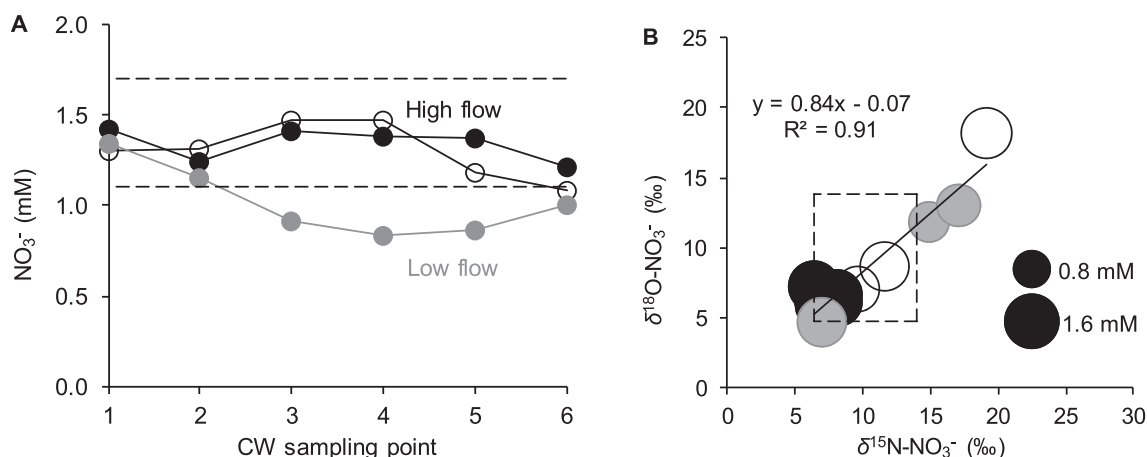 A
2.0
1.5
1.0
0.5
0.0
NO₃⁻ (mM)
High flow
Low flow
1 2 3 4 5 6
CW sampling point
B
25
20
15
10
5
0
δ¹⁸O-NO₃⁻ (‰)
y = 0.84x - 0.07
R² = 0.91
0.8 mM
1.6 mM
0 5 10 15 20 25 30
δ¹⁵N-NO₃⁻ (‰)